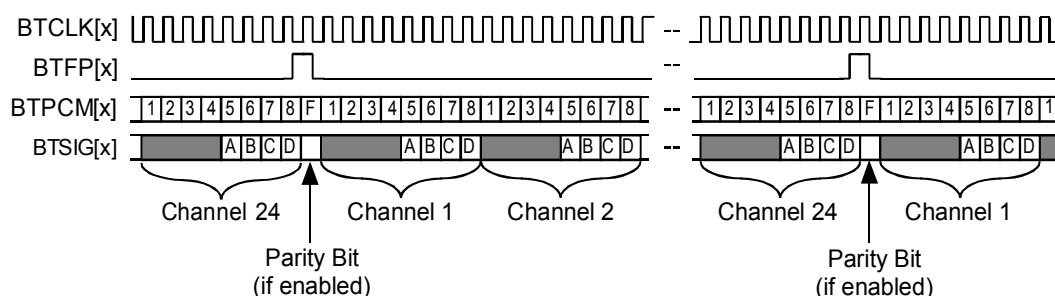 BTCLK[x] --
BTFP[x] --
BTPCM[x] 1 2 3 4 5 6 7 8 F 1 2 3 4 5 6 7 8 1 2 3 4 5 6 7 8 -- 1 2 3 4 5 6 7 8 F 1 2 3 4 5 6 7 8 1
BTSIG[x] A B C D A B C D A B C D -- A B C D A B C D
Channel 24 Channel 1 Channel 2 Channel 24 Channel 1
Parity Bit Parity Bit
(if enabled) (if enabled)